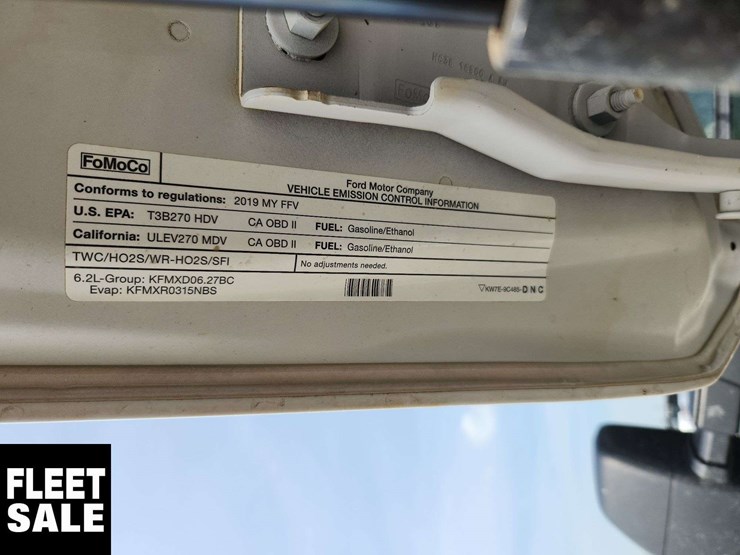 FoMoCo
FoMoCo
Ford Motor Company
VEHICLE EMISSION CONTROL INFORMATION
Conforms to regulations: 2019 MY FFV
U.S. EPA: T3B270 HDV CA OBD II FUEL: Gasoline/Ethanol
California: ULEV270 MDV CA OBD II FUEL: Gasoline/Ethanol
TWC/HO2S/WR-HO2S/SFI No adjustments needed.
6.2L-Group: KFMXD06.27BC
Evap: KFMXR0315NBS
KW7E-9C485-DNC
FLEET
SALE